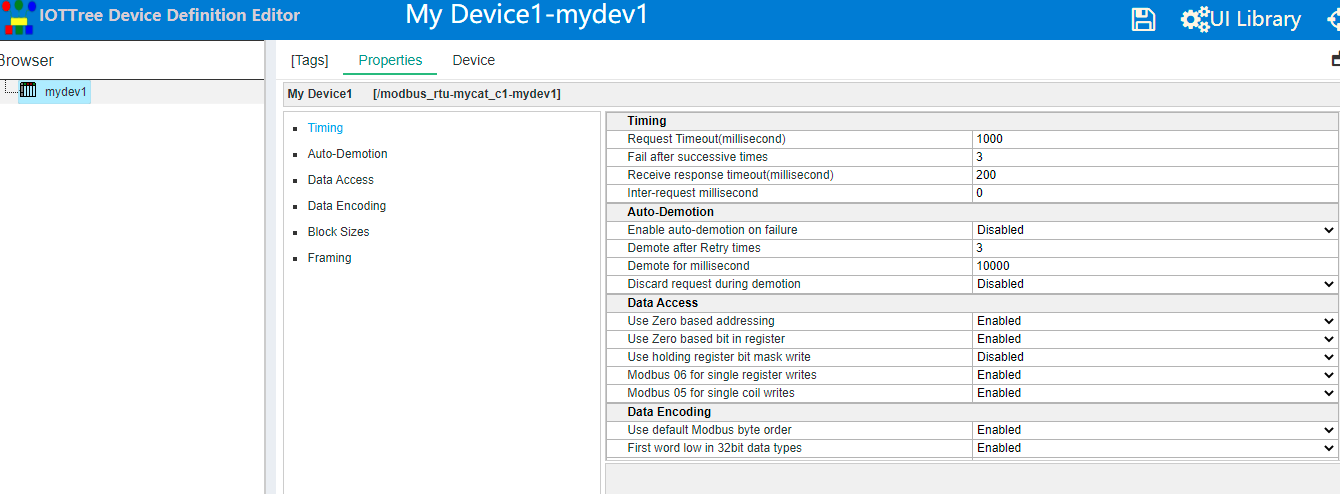 IOTTree Device Definition Editor
My Device1-mydev1
UI Library
Browser
[Tags] Properties Device
mydev1
My Device1 [/modbus_rtu-mycat_c1-mydev1]
Timing
Auto-Demotion
Data Access
Data Encoding
Block Sizes
Framing
Timing
Request Timeout(millisecond) 1000
Fail after successive times 3
Receive response timeout(millisecond) 200
Inter-request millisecond 0
Auto-Demotion
Enable auto-demotion on failure Disabled
Demote after Retry times 3
Demote for millisecond 10000
Discard request during demotion Disabled
Data Access
Use Zero based addressing Enabled
Use Zero based bit in register Enabled
Use holding register bit mask write Disabled
Modbus 06 for single register writes Enabled
Modbus 05 for single coil writes Enabled
Data Encoding
Use default Modbus byte order Enabled
First word low in 32bit data types Enabled